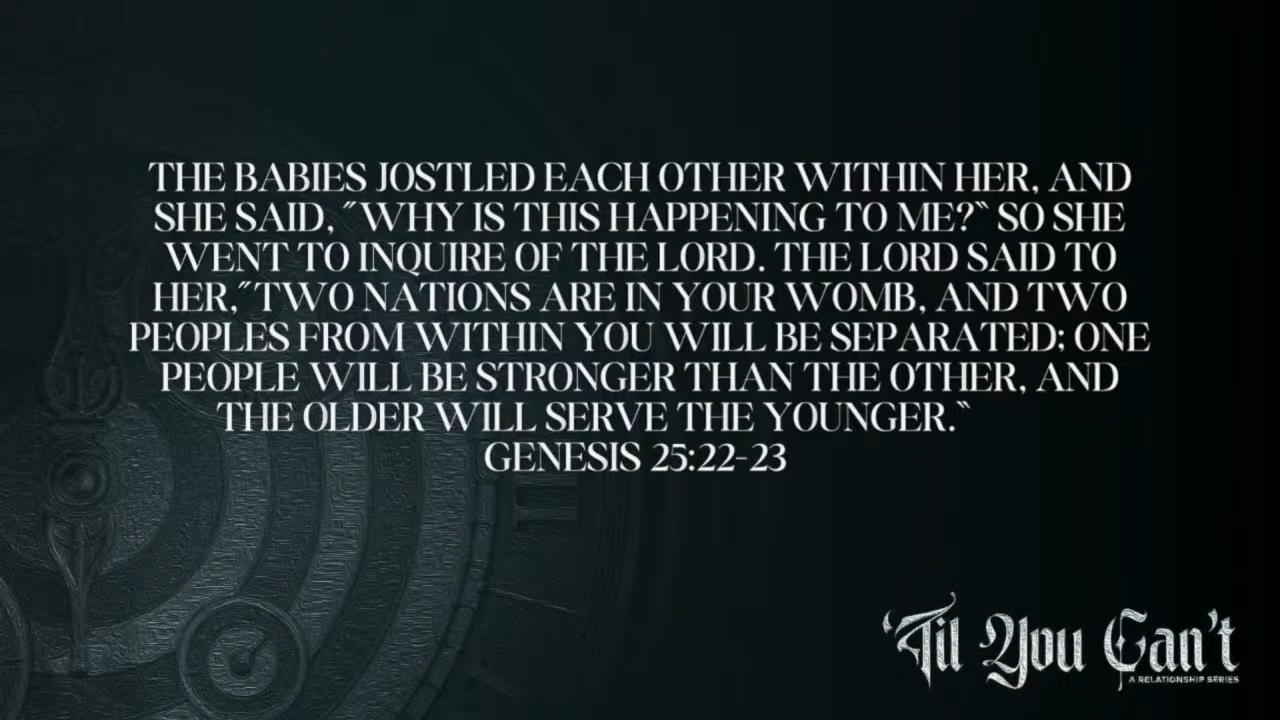 THE BABIES JOSTLED EACH OTHER WITHIN HER, AND
SHE SAID, "WHY IS THIS HAPPENING TO ME?" SO SHE
WENT TO INQUIRE OF THE LORD. THE LORD SAID TO
HER,"TWO NATIONS ARE IN YOUR WOMB, AND TWO
PEOPLES FROM WITHIN YOU WILL BE SEPARATED; ONE
PEOPLE WILL BE STRONGER THAN THE OTHER, AND
THE OLDER WILL SERVE THE YOUNGER."
GENESIS 25:22-23
'Til You Can't
A RELATIONSHIP SERIES